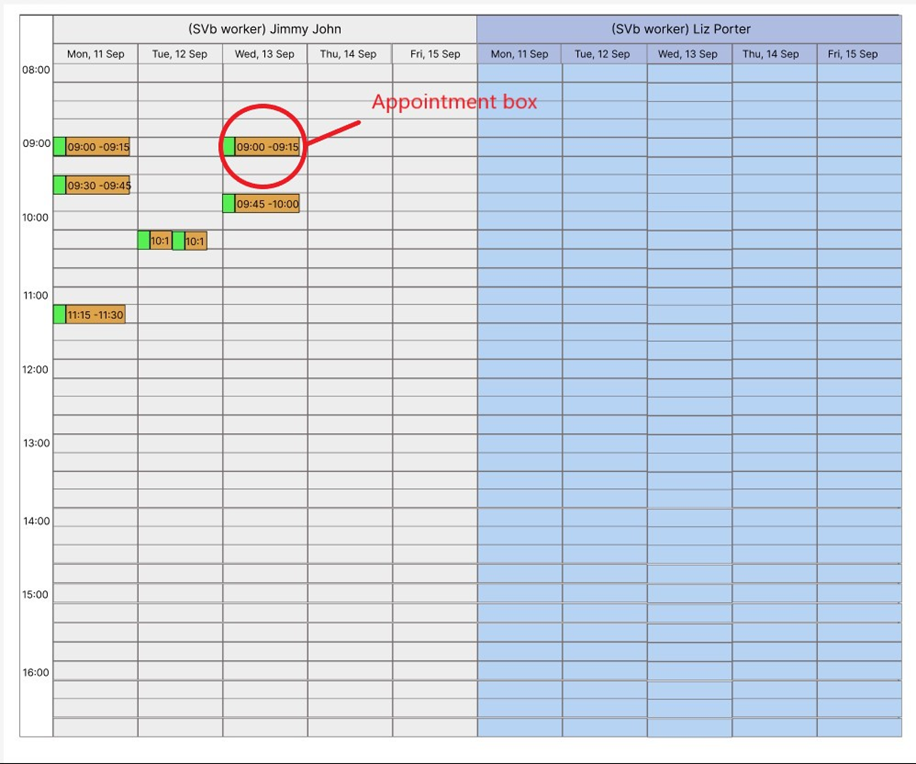 (SVb worker) Jimmy John
(SVb worker) Liz Porter
Mon, 11 Sep
Tue, 12 Sep
Wed, 13 Sep
Thu, 14 Sep
Fri, 15 Sep
Mon, 11 Sep
Tue, 12 Sep
Wed, 13 Sep
Thu, 14 Sep
Fri, 15 Sep
08:00
Appointment box
09:00
09:00 -09:15
09:00 -09:15
09:30 -09:45
09:45 -10:00
10:00
10:1
10:1
11:00
11:15 -11:30
12:00
13:00
14:00
15:00
16:00